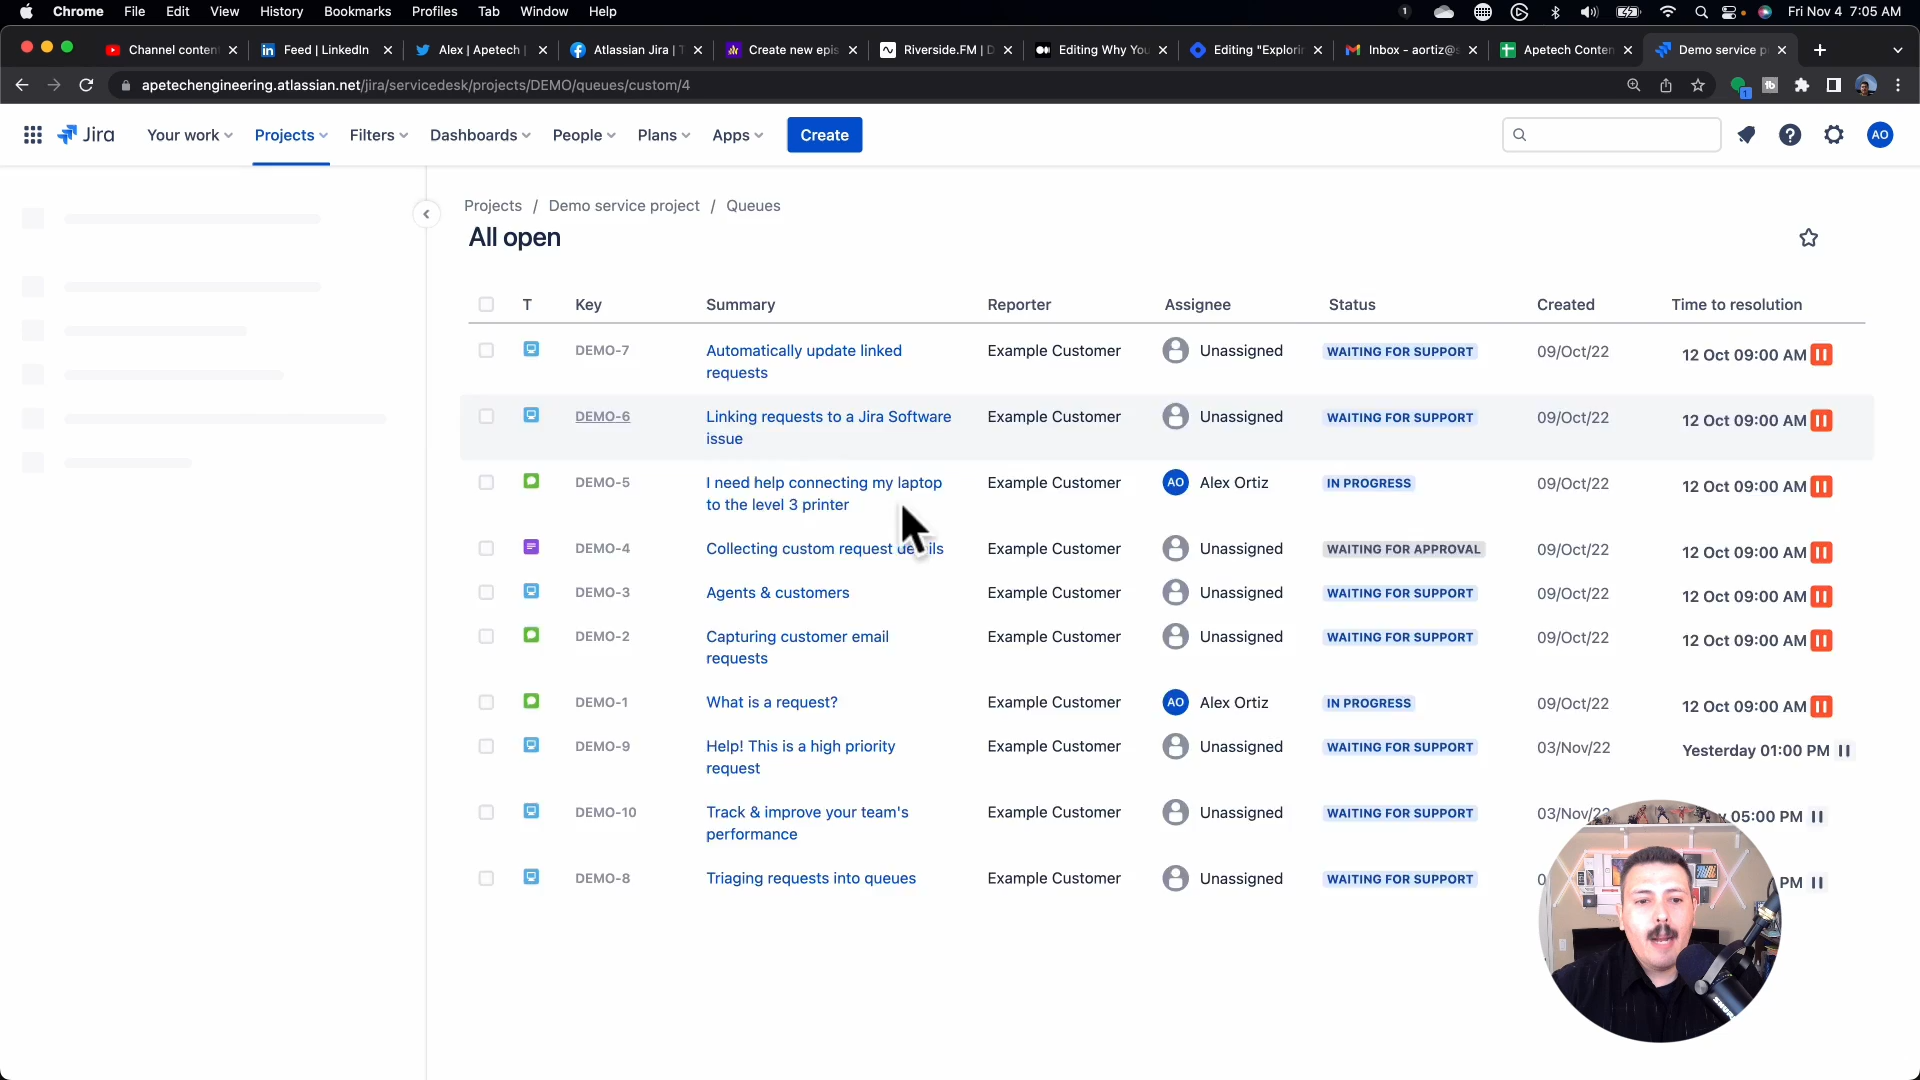 Chrome File Edit View History Bookmarks Profiles Tab Window Help 1 Fri Nov 4 7:05 AM
Channel conten Feed | LinkedIn Alex | Apetech Atlassian Jira | T Create new epis Riverside.FM | D Editing Why You Editing "Explorin Inbox - aortiz@s Apetech Conten Demo service p
apetechengineering.atlassian.net/jira/servicedesk/projects/DEMO/queues/custom/4 1 tb
Jira Your work Projects Filters Dashboards People Plans Apps Create AO
Projects / Demo service project / Queues
All open
T Key Summary Reporter Assignee Status Created Time to resolution
DEMO-7 Automatically update linked Example Customer Unassigned WAITING FOR SUPPORT 09/Oct/22 12 Oct 09:00 AM
requests
DEMO-6 Linking requests to a Jira Software Example Customer Unassigned WAITING FOR SUPPORT 09/Oct/22 12 Oct 09:00 AM
issue
DEMO-5 I need help connecting my laptop Example Customer AO Alex Ortiz IN PROGRESS 09/Oct/22 12 Oct 09:00 AM
to the level 3 printer
DEMO-4 Collecting custom request details Example Customer Unassigned WAITING FOR APPROVAL 09/Oct/22 12 Oct 09:00 AM
DEMO-3 Agents & customers Example Customer Unassigned WAITING FOR SUPPORT 09/Oct/22 12 Oct 09:00 AM
DEMO-2 Capturing customer email Example Customer Unassigned WAITING FOR SUPPORT 09/Oct/22 12 Oct 09:00 AM
requests
DEMO-1 What is a request? Example Customer AO Alex Ortiz IN PROGRESS 09/Oct/22 12 Oct 09:00 AM
DEMO-9 Help! This is a high priority Example Customer Unassigned WAITING FOR SUPPORT 03/Nov/22 Yesterday 01:00 PM
request
DEMO-10 Track & improve your team's Example Customer Unassigned WAITING FOR SUPPORT 03/Nov/22 05:00 PM
performance
DEMO-8 Triaging requests into queues Example Customer Unassigned WAITING FOR SUPPORT 0 PM